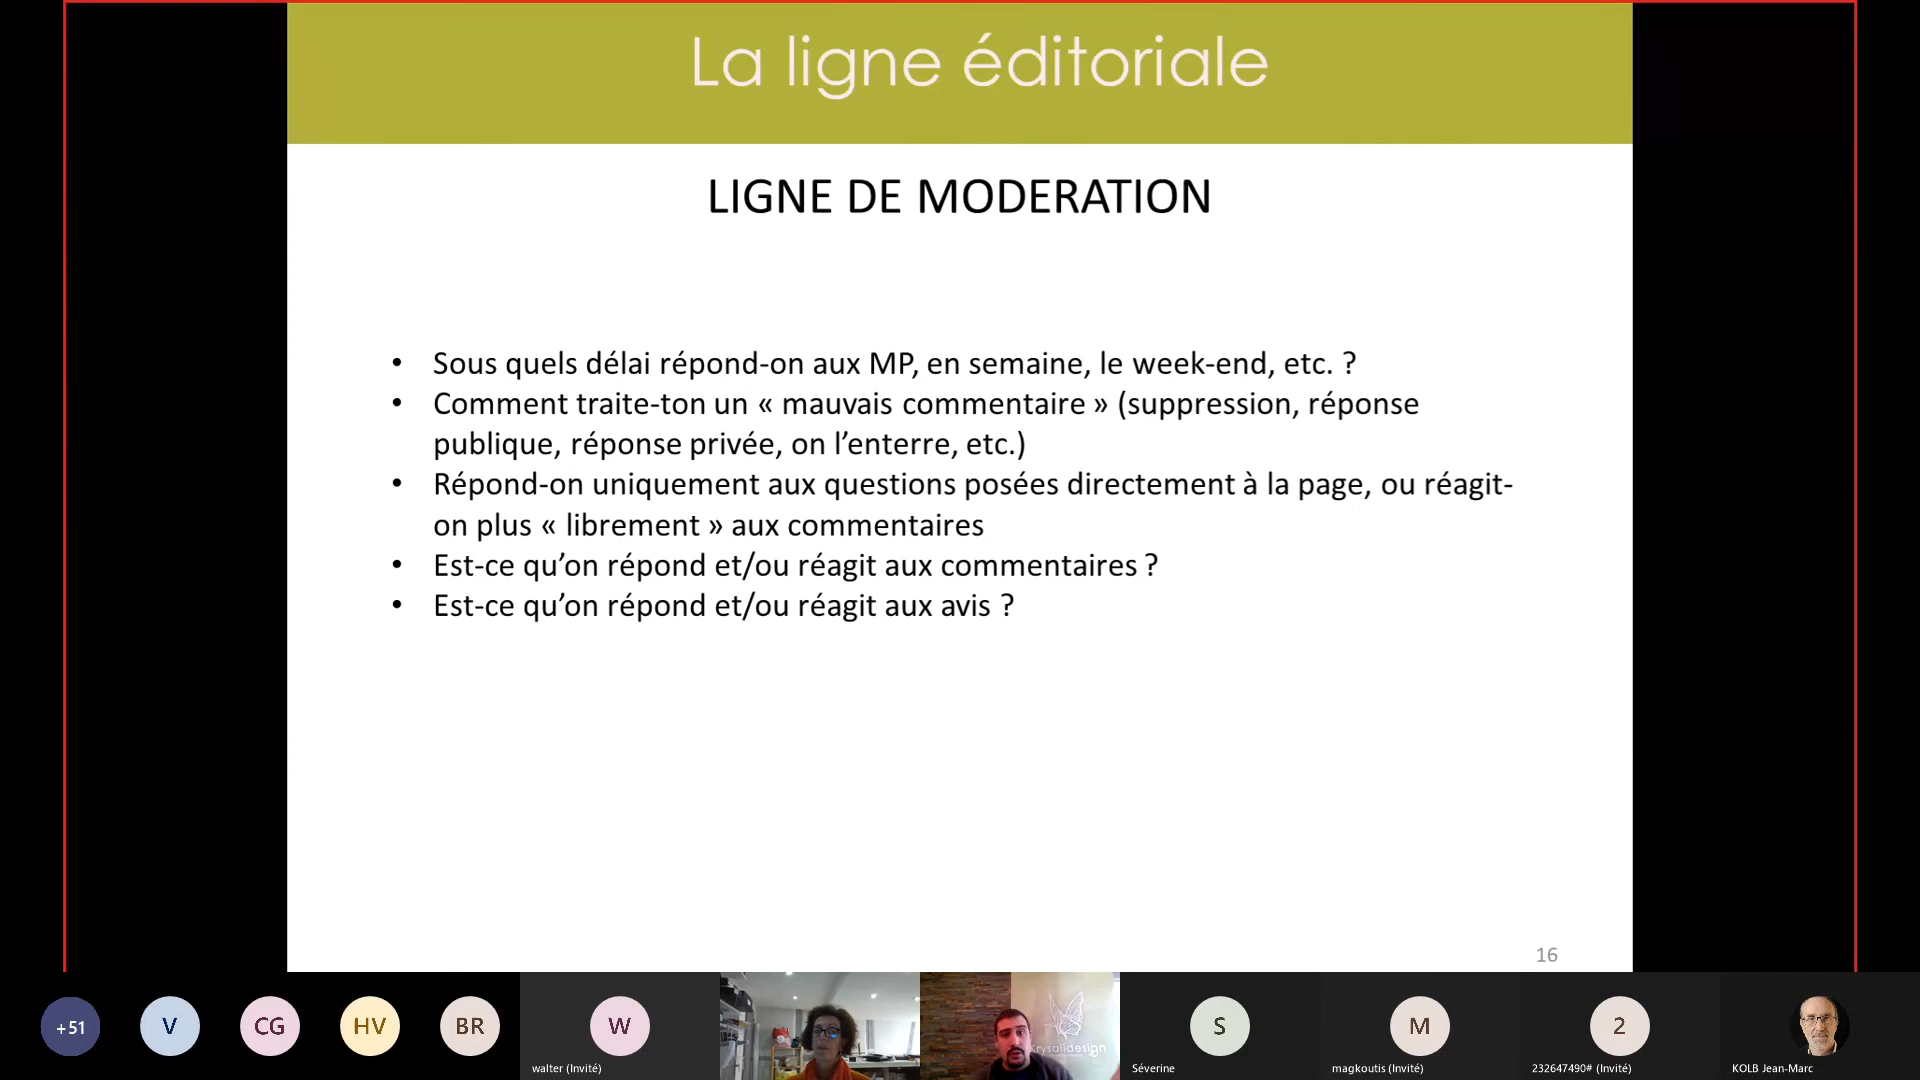 La ligne éditoriale
LIGNE DE MODERATION
• Sous quels délai répond-on aux MP, en semaine, le week-end, etc. ?
• Comment traite-ton un « mauvais commentaire » (suppression, réponse
publique, réponse privée, on l’enterre, etc.)
• Répond-on uniquement aux questions posées directement à la page, ou réagit-
on plus « librement » aux commentaires
• Est-ce qu’on répond et/ou réagit aux commentaires ?
• Est-ce qu’on répond et/ou réagit aux avis ?
16
+51
V
CG
HV
BR
W
walter (Invité)
Krysalidesign
S
Séverine
M
magkoutis (Invité)
2
232647490# (Invité)
KOLB Jean-Marc